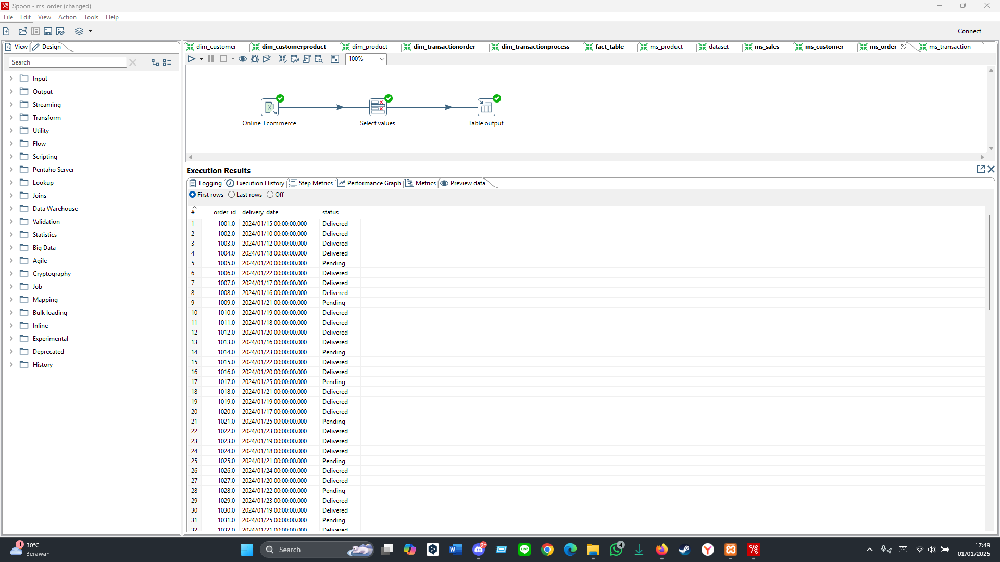 Spoon - ms_order (changed)
File Edit View Action Tools Help
Connect
View Design
dim_customer dim_customerproduct dim_product dim_transactionorder dim_transactionprocess fact_table ms_product dataset ms_sales ms_customer ms_order ms_transaction
Search
100%
Input
Output
Streaming
Transform
Utility
Flow
Scripting
Pentaho Server
Lookup
Joins
Data Warehouse
Validation
Statistics
Big Data
Agile
Cryptography
Job
Mapping
Bulk loading
Inline
Experimental
Deprecated
History
Online_Ecommerce Select values Table output
Execution Results
Logging Execution History Step Metrics Performance Graph Metrics Preview data
First rows Last rows Off
# order_id delivery_date status
1 1001.0 2024/01/15 00:00:00.000 Delivered
2 1002.0 2024/01/10 00:00:00.000 Delivered
3 1003.0 2024/01/12 00:00:00.000 Delivered
4 1004.0 2024/01/18 00:00:00.000 Delivered
5 1005.0 2024/01/20 00:00:00.000 Pending
6 1006.0 2024/01/22 00:00:00.000 Delivered
7 1007.0 2024/01/17 00:00:00.000 Delivered
8 1008.0 2024/01/16 00:00:00.000 Delivered
9 1009.0 2024/01/21 00:00:00.000 Pending
10 1010.0 2024/01/19 00:00:00.000 Delivered
11 1011.0 2024/01/18 00:00:00.000 Delivered
12 1012.0 2024/01/20 00:00:00.000 Delivered
13 1013.0 2024/01/16 00:00:00.000 Delivered
14 1014.0 2024/01/23 00:00:00.000 Pending
15 1015.0 2024/01/22 00:00:00.000 Delivered
16 1016.0 2024/01/20 00:00:00.000 Delivered
17 1017.0 2024/01/25 00:00:00.000 Pending
18 1018.0 2024/01/21 00:00:00.000 Delivered
19 1019.0 2024/01/19 00:00:00.000 Delivered
20 1020.0 2024/01/17 00:00:00.000 Delivered
21 1021.0 2024/01/25 00:00:00.000 Pending
22 1022.0 2024/01/23 00:00:00.000 Delivered
23 1023.0 2024/01/19 00:00:00.000 Delivered
24 1024.0 2024/01/18 00:00:00.000 Delivered
25 1025.0 2024/01/21 00:00:00.000 Pending
26 1026.0 2024/01/24 00:00:00.000 Delivered
27 1027.0 2024/01/20 00:00:00.000 Delivered
28 1028.0 2024/01/22 00:00:00.000 Pending
29 1029.0 2024/01/23 00:00:00.000 Delivered
30 1030.0 2024/01/19 00:00:00.000 Delivered
31 1031.0 2024/01/25 00:00:00.000 Pending
32 1032.0 2024/01/21 00:00:00.000 Delivered
1 30°C
Berawan
Search
9+
LINE
4
17:49
01/01/2025